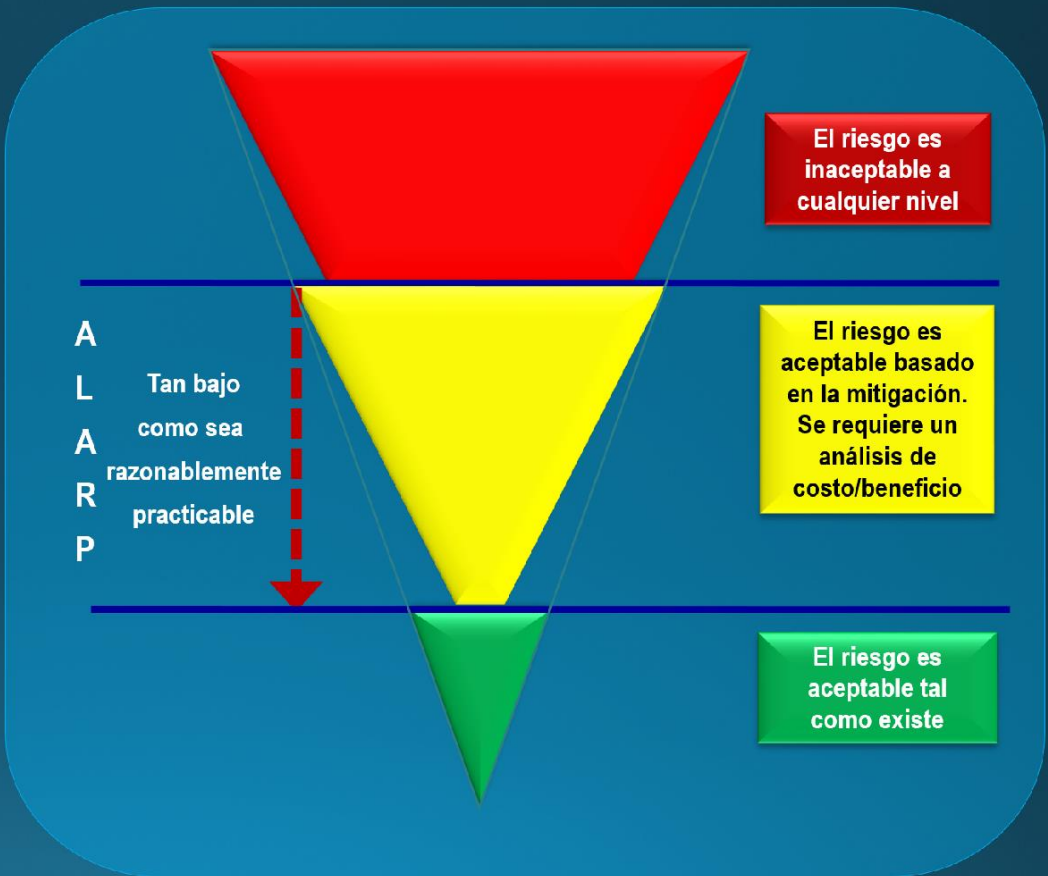 El riesgo es
inaceptable a
cualquier nivel
A
L
A
R
P
Tan bajo
como sea
razonablemente
practicable
El riesgo es
aceptable basado
en la mitigación.
Se requiere un
análisis de
costo/beneficio
El riesgo es
aceptable tal
como existe